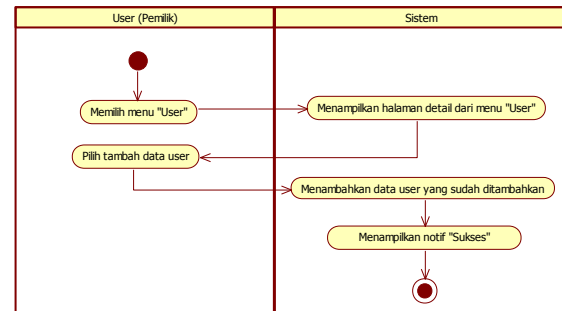 User (Pemilik)
Sistem
Memilih menu "User"
Menampilkan halaman detail dari menu "User"
Pilih tambah data user
Menambahkan data user yang sudah ditambahkan
Menampilkan notif "Sukses"